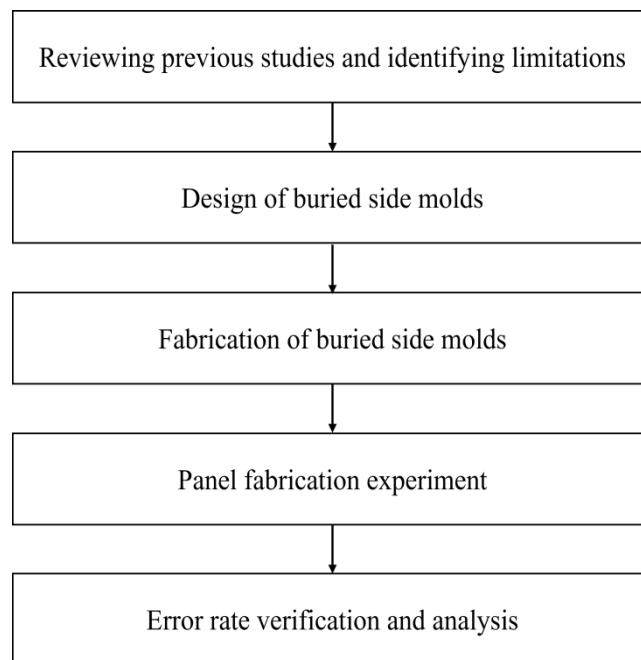 Reviewing previous studies and identifying limitations
Design of buried side molds
Fabrication of buried side molds
Panel fabrication experiment
Error rate verification and analysis